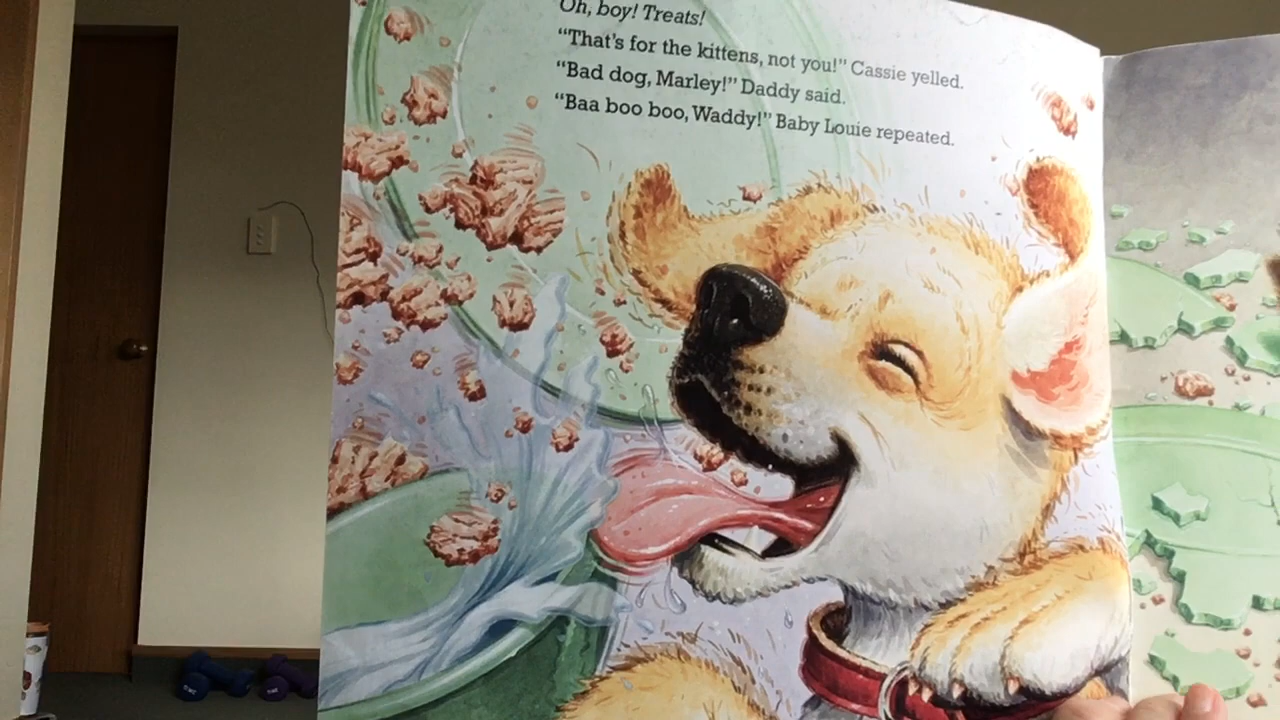 Oh, boy! Treats!
“That’s for the kittens, not you!” Cassie yelled.
“Bad dog, Marley!” Daddy said.
“Baa boo boo, Waddy!” Baby Louie repeated.